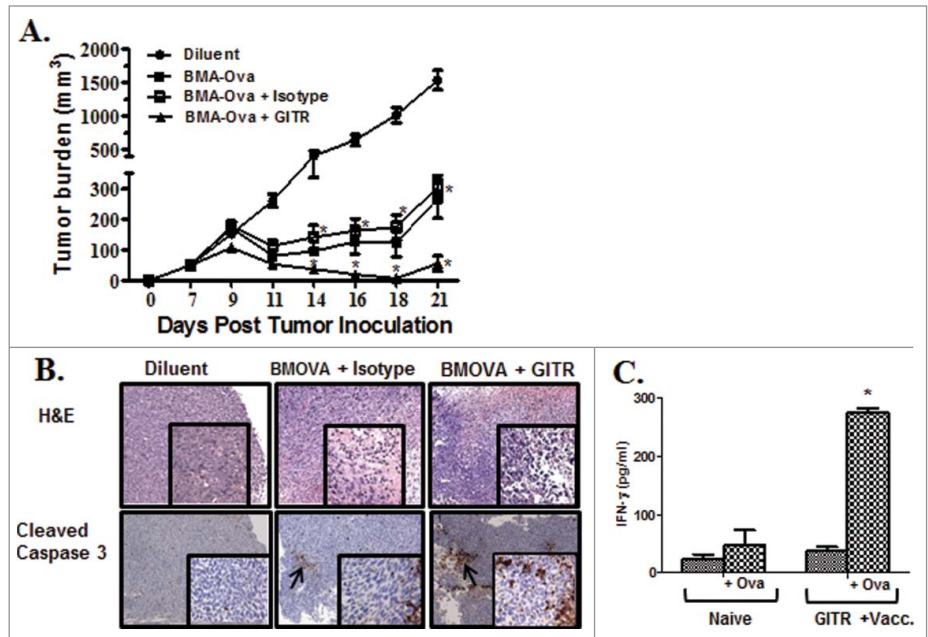 A.
2000
1500
1000
500
300
200
100
0
Tumor burden (mm³)
Diluent
BMA-Ova
BMA-Ova + Isotype
BMA-Ova + GITR
*
*
*
*
*
*
*
*
0 7 9 11 14 16 18 21
Days Post Tumor Inoculation
B.
Diluent BMOVA + Isotype BMOVA + GITR
H&E
Cleaved
Caspase 3
C.
*
300
200
100
0
IFN-γ (pg/ml)
+ Ova + Ova
Naive GITR +Vacc.